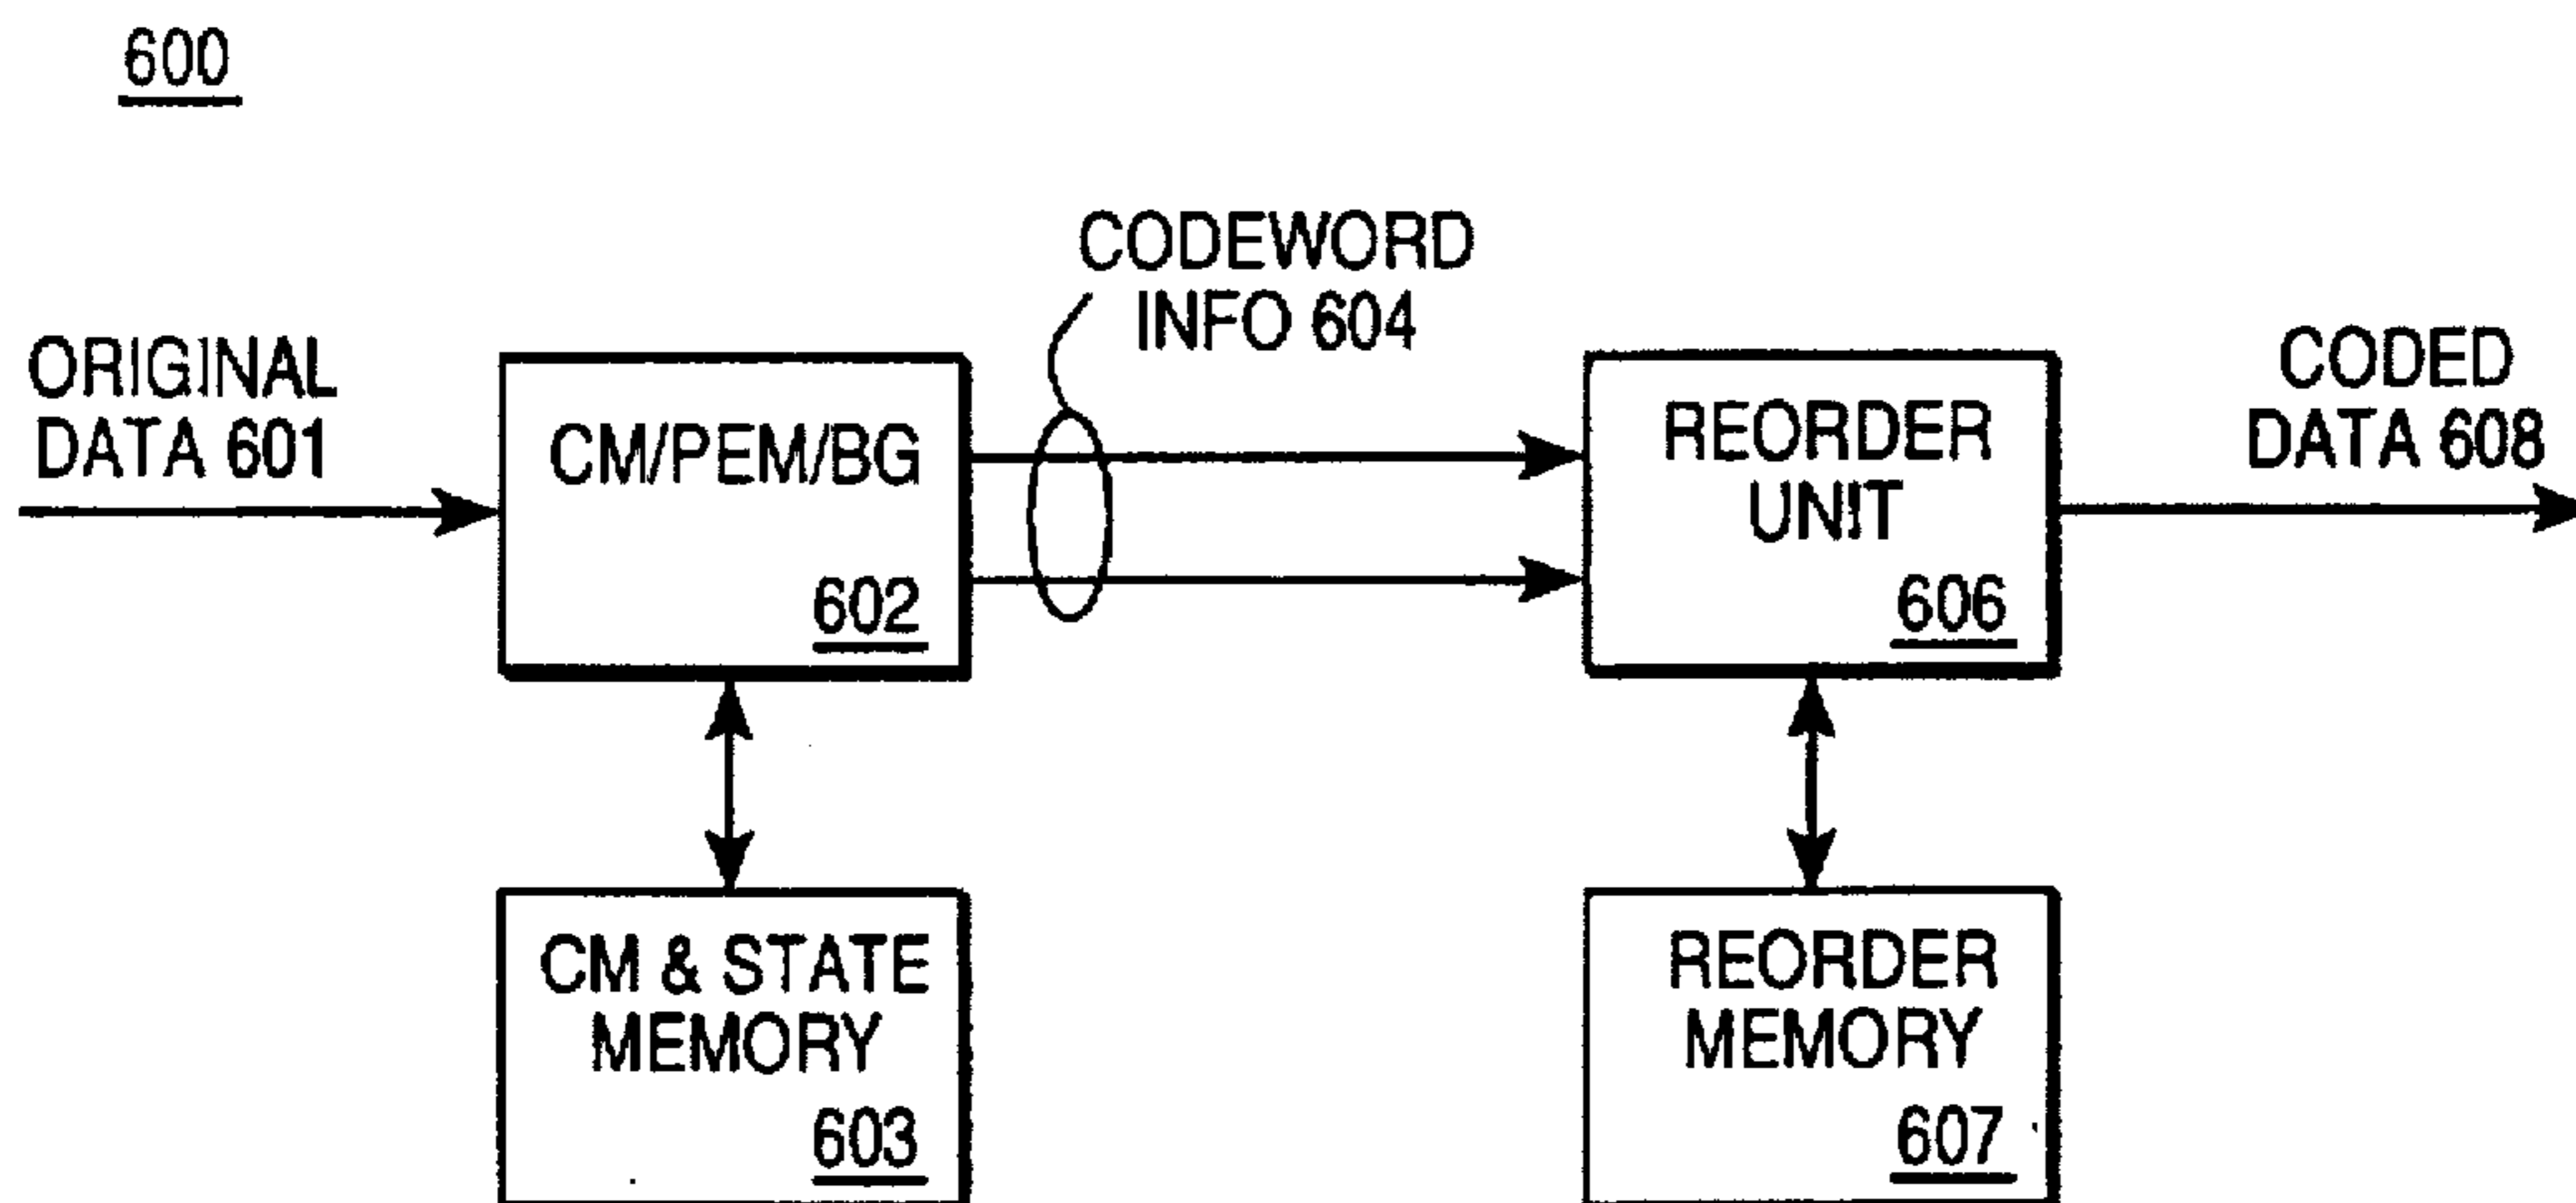 600
CODEWORD
INFO 604
ORIGINAL
DATA 601
CM/PEM/BG
602
REORDER
UNIT
606
CODED
DATA 608
CM & STATE
MEMORY
603
REORDER
MEMORY
607